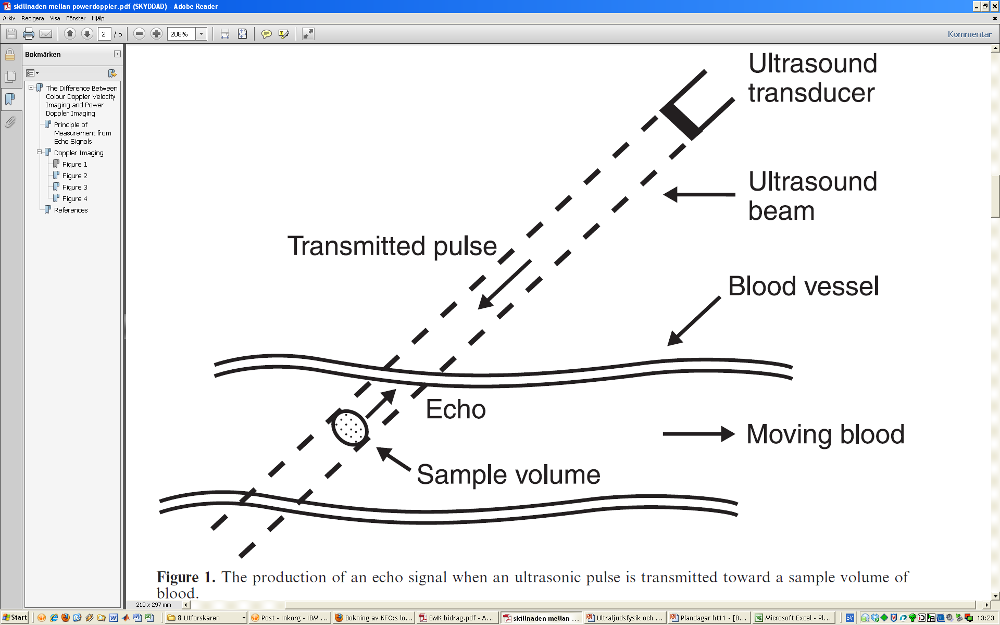 skillnaden mellan powerdoppler.pdf (SKYDDAD) - Adobe Reader
Arkiv Redigera Visa Fönster Hjälp
2 / 5 208% Kommentar
Bokmärken
The Difference Between
Colour Doppler Velocity
Imaging and Power
Doppler Imaging
Principle of
Measurement from
Echo Signals
Doppler Imaging
Figure 1
Figure 2
Figure 3
Figure 4
References
Ultrasound
transducer
Ultrasound
beam
Transmitted pulse
Blood vessel
Echo
Moving blood
Sample volume
Figure 1. The production of an echo signal when an ultrasonic pulse is transmitted toward a sample volume of
blood.
210 x 297 mm
Start 8 Utforskaren Post - Inkorg - IBM ... Bokning av KFC:s lo... BMK bidrag.pdf - A... skillnaden mellan ... Ultraljudsfysik och ... Plandagar ht11 - [B... Microsoft Excel - Pl... SV 13:23